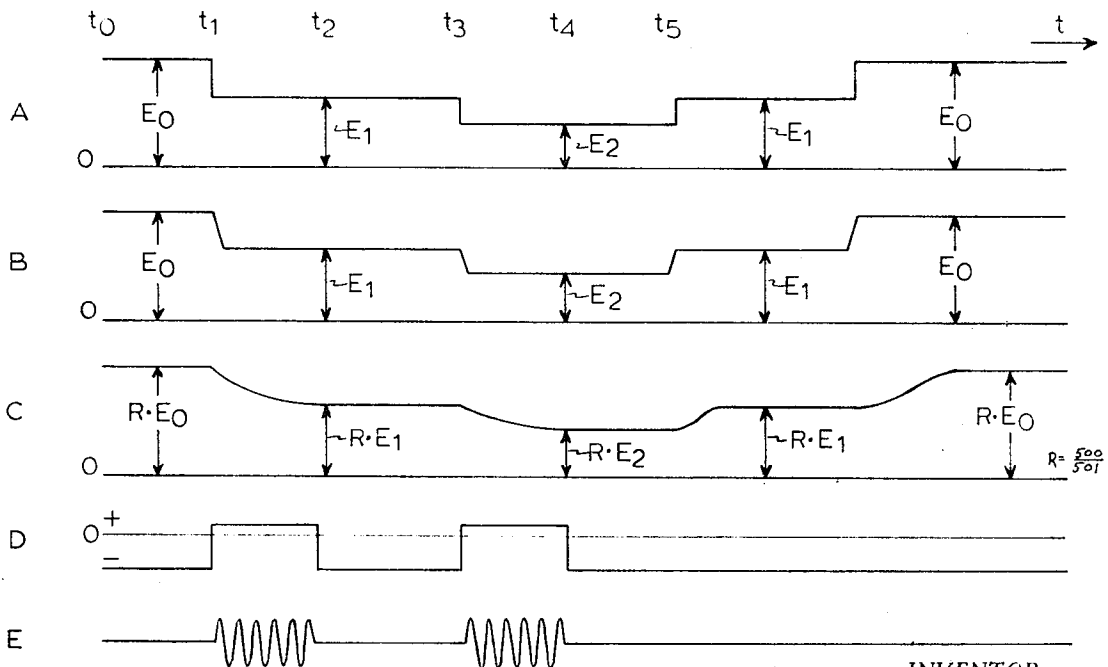 t0 t1 t2 t3 t4 t5 t
A E0 E1 E2 E1 E0
0
B E0 E1 E2 E1 E0
0
C R·E0 R·E1 R·E2 R·E1 R·E0
0 R= 500/501
D 0 + -
E
INVENTOR